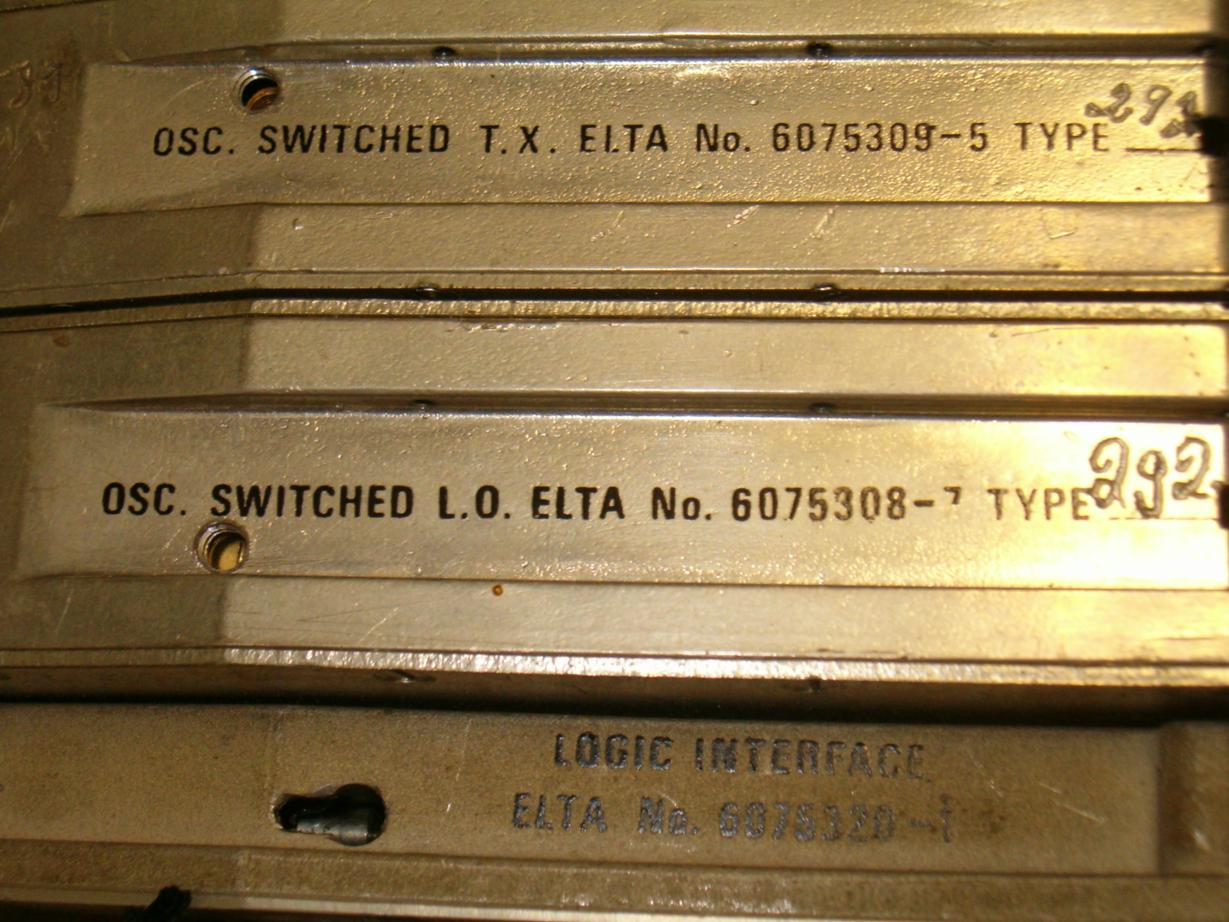 OSC. SWITCHED T.X. ELTA No. 6075309-5 TYPE 292
OSC. SWITCHED L.O. ELTA No. 6075308-7 TYPE 292
LOGIC INTERFACE
ELTA No. 6075320-1